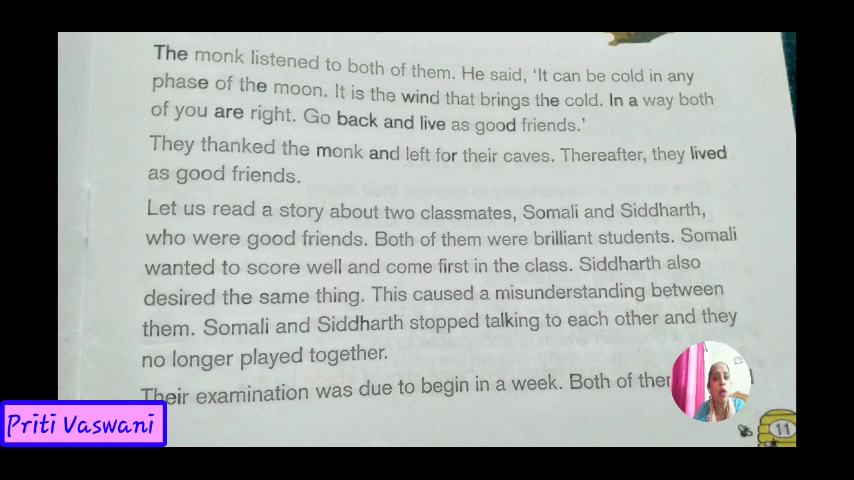 The monk listened to both of them. He said, 'It can be cold in any
phase of the moon. It is the wind that brings the cold. In a way both
of you are right. Go back and live as good friends.'
They thanked the monk and left for their caves. Thereafter, they lived
as good friends.
Let us read a story about two classmates, Somali and Siddharth,
who were good friends. Both of them were brilliant students. Somali
wanted to score well and come first in the class. Siddharth also
desired the same thing. This caused a misunderstanding between
them. Somali and Siddharth stopped talking to each other and they
no longer played together.
Their examination was due to begin in a week. Both of
Priti Vaswani
11